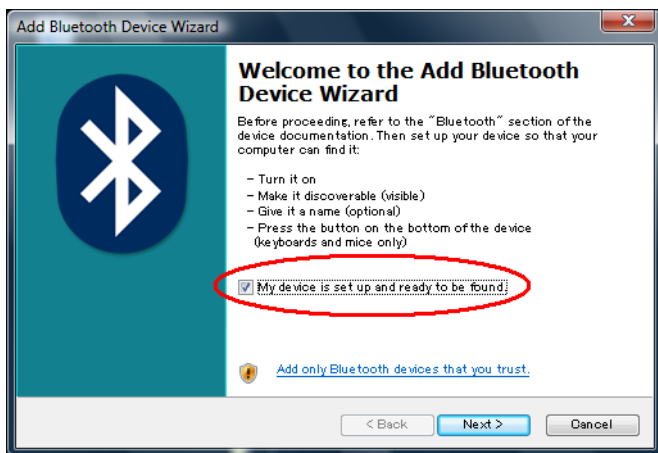 Add Bluetooth Device Wizard
Welcome to the Add Bluetooth
Device Wizard
Before proceeding, refer to the "Bluetooth" section of the
device documentation. Then set up your device so that your
computer can find it:
- Turn it on
- Make it discoverable (visible)
- Give it a name (optional)
- Press the button on the bottom of the device
(keyboards and mice only)
My device is set up and ready to be found.
Add only Bluetooth devices that you trust.
< Back Next > Cancel